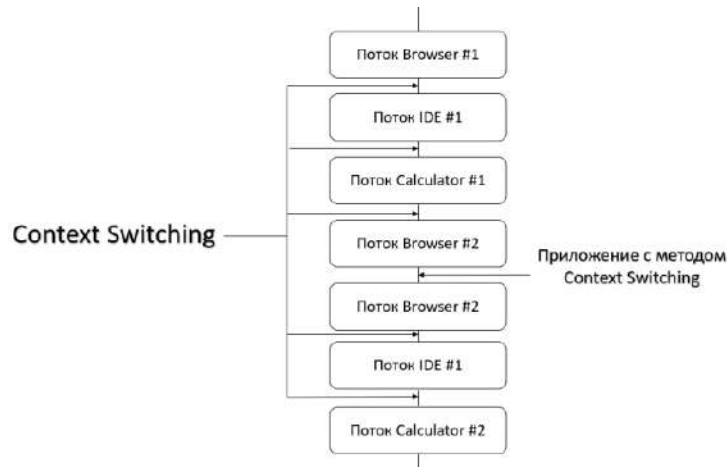 Поток Browser #1
Поток IDE #1
Поток Calculator #1
Context Switching
Поток Browser #2
Приложение с методом
Context Switching
Поток Browser #2
Поток IDE #1
Поток Calculator #2